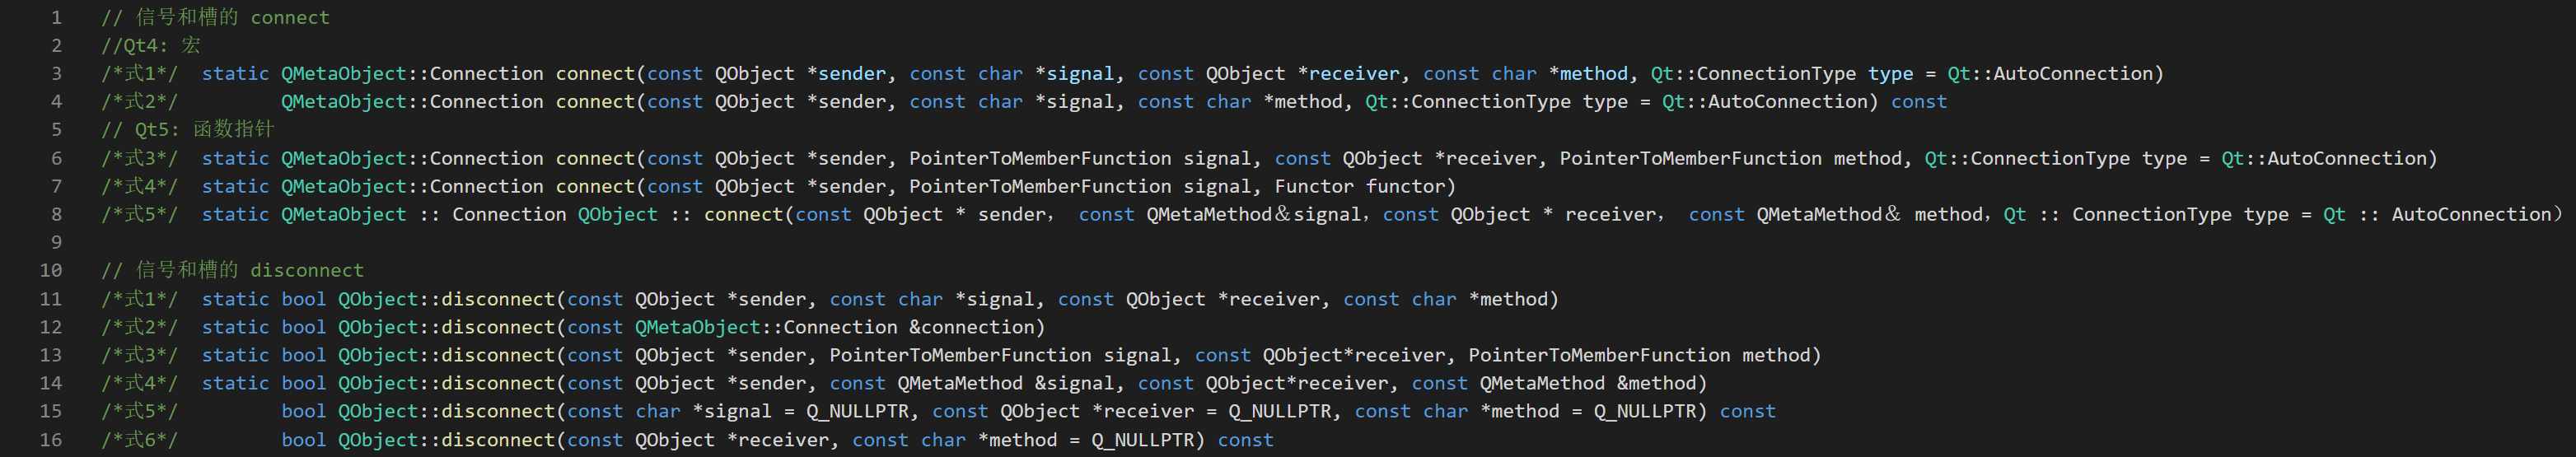 1 // 信号和槽的 connect
2 //Qt4: 宏
3 /*式1*/  static QMetaObject::Connection connect(const QObject *sender, const char *signal, const QObject *receiver, const char *method, Qt::ConnectionType type = Qt::AutoConnection)
4 /*式2*/         QMetaObject::Connection connect(const QObject *sender, const char *signal, const char *method, Qt::ConnectionType type = Qt::AutoConnection) const
5 // Qt5: 函数指针
6 /*式3*/  static QMetaObject::Connection connect(const QObject *sender, PointerToMemberFunction signal, const QObject *receiver, PointerToMemberFunction method, Qt::ConnectionType type = Qt::AutoConnection)
7 /*式4*/  static QMetaObject::Connection connect(const QObject *sender, PointerToMemberFunction signal, Functor functor)
8 /*式5*/  static QMetaObject :: Connection QObject :: connect(const QObject * sender， const QMetaMethod＆signal，const QObject * receiver， const QMetaMethod＆ method，Qt :: ConnectionType type = Qt :: AutoConnection）
9
10 // 信号和槽的 disconnect
11 /*式1*/  static bool QObject::disconnect(const QObject *sender, const char *signal, const QObject *receiver, const char *method)
12 /*式2*/  static bool QObject::disconnect(const QMetaObject::Connection &connection)
13 /*式3*/  static bool QObject::disconnect(const QObject *sender, PointerToMemberFunction signal, const QObject*receiver, PointerToMemberFunction method)
14 /*式4*/  static bool QObject::disconnect(const QObject *sender, const QMetaMethod &signal, const QObject*receiver, const QMetaMethod &method)
15 /*式5*/         bool QObject::disconnect(const char *signal = Q_NULLPTR, const QObject *receiver = Q_NULLPTR, const char *method = Q_NULLPTR) const
16 /*式6*/         bool QObject::disconnect(const QObject *receiver, const char *method = Q_NULLPTR) const